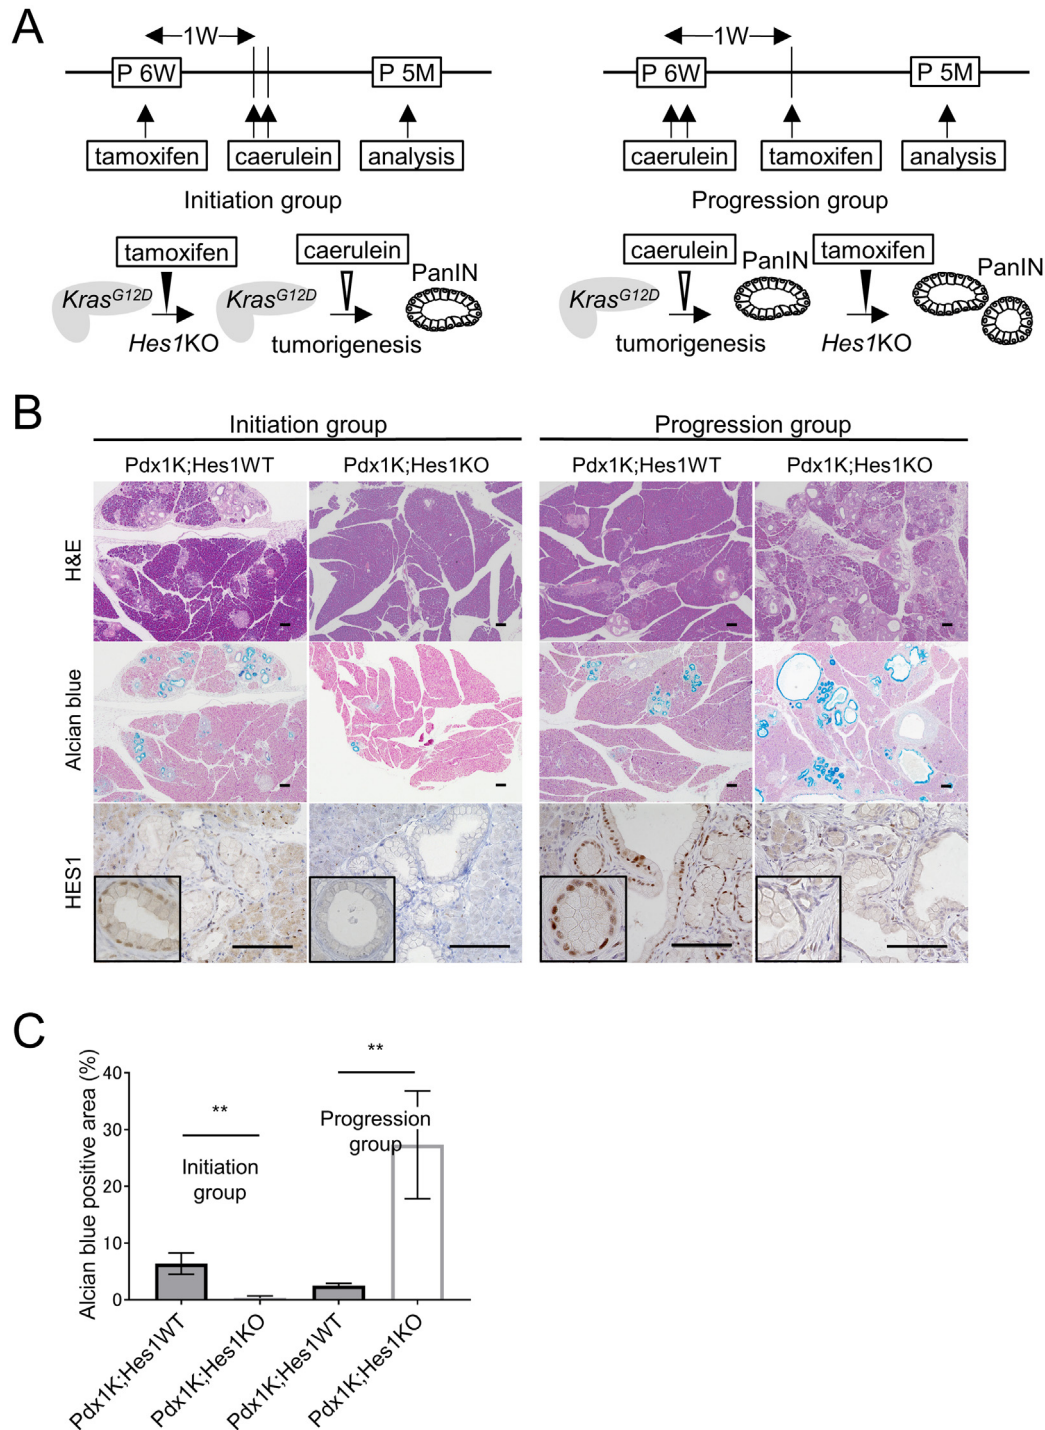 A
1W
P 6W
P 5M
tamoxifen
caerulein
analysis
Initiation group
tamoxifen
caerulein
PanIN
KrasG12D
KrasG12D
Hes1KO
tumorigenesis
1W
P 6W
P 5M
caerulein
tamoxifen
analysis
Progression group
caerulein
PanIN
tamoxifen
PanIN
KrasG12D
tumorigenesis
Hes1KO
B
Initiation group
Progression group
Pdx1K;Hes1WT
Pdx1K;Hes1KO
Pdx1K;Hes1WT
Pdx1K;Hes1KO
H&E
Alcian blue
HES1
C
Alcian blue positive area (%)
40
30
20
10
0
**
**
Initiation
group
Progression
group
Pdx1K;Hes1WT
Pdx1K;Hes1KO
Pdx1K;Hes1WT
Pdx1K;Hes1KO